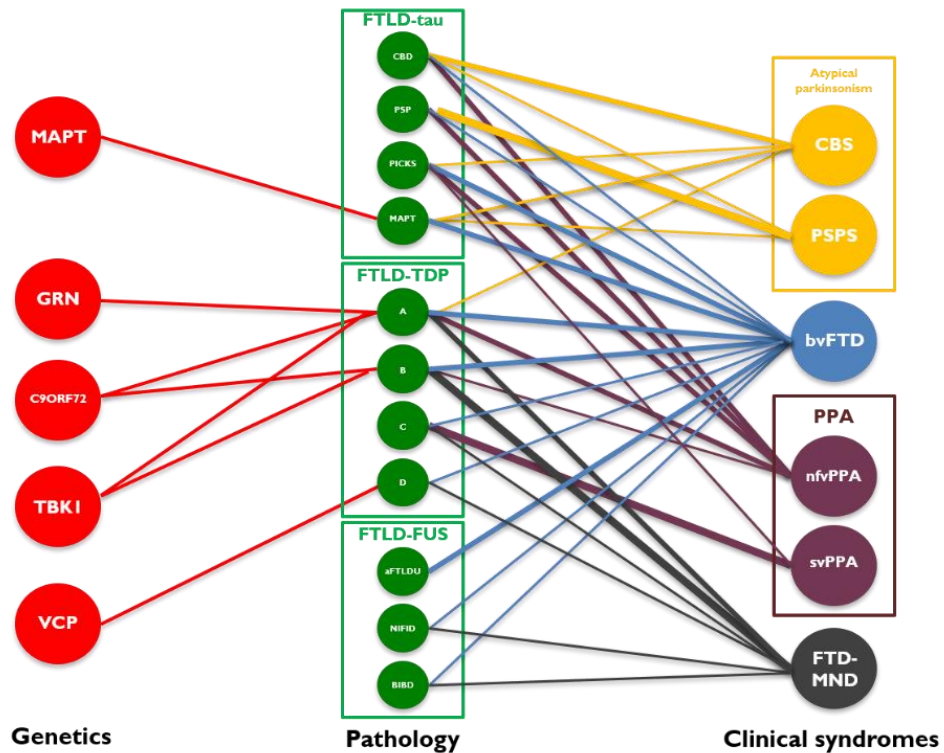 FTLD-tau
CBD
PSP
PICKS
MAPT
MAPT
GRN
C9ORF72
TBK1
VCP
FTLD-TDP
A
B
C
D
FTLD-FUS
aFTLDU
NIFID
BIBD
Atypical
parkinsonism
CBS
PSPS
bvFTD
PPA
nfvPPA
svPPA
FTD-
MND
Genetics
Pathology
Clinical syndromes